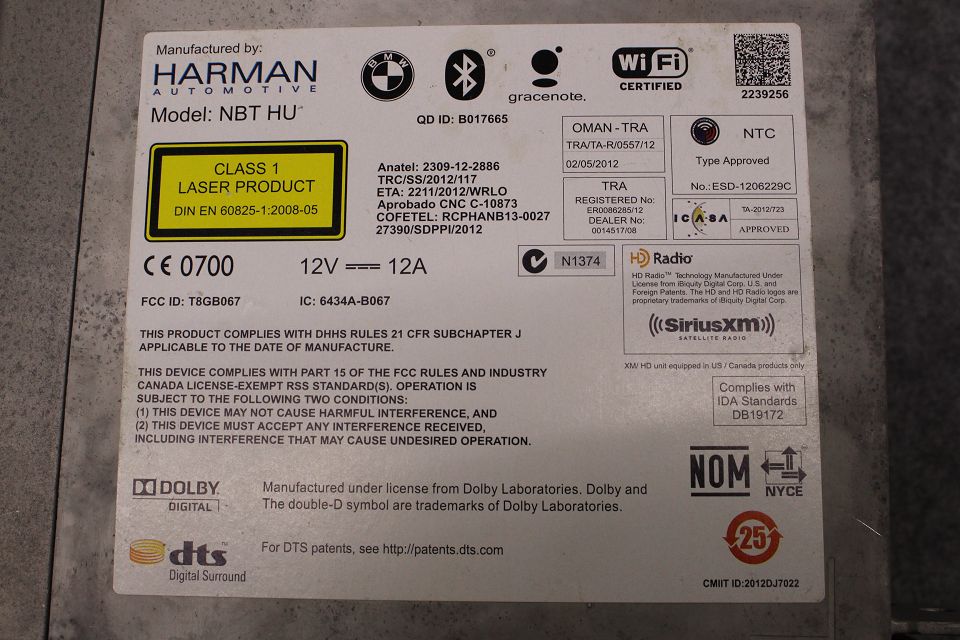 Manufactured by:
HARMAN
AUTOMOTIVE
Model: NBT HU
BMW
®
gracenote.
Wi Fi®
CERTIFIED
2239256
QD ID: B017665
CLASS 1
LASER PRODUCT
DIN EN 60825-1:2008-05
Anatel: 2309-12-2886
TRC/SS/2012/117
ETA: 2211/2012/WRLO
Aprobado CNC C-10873
COFETEL: RCPHANB13-0027
27390/SDPPI/2012
OMAN - TRA
TRA/TA-R/0557/12
02/05/2012
TRA
REGISTERED No:
ER0086285/12
DEALER No:
0014517/08
NTC
Type Approved
No.: ESD-1206229C
ICASA
TA-2012/723
APPROVED
CE 0700
12V 12A
N1374
FCC ID: T8GB067 IC: 6434A-B067
HD Radio™
HD Radio™ Technology Manufactured Under
License from iBiquity Digital Corp. U.S. and
Foreign Patents. The HD and HD Radio logos are
proprietary trademarks of iBiquity Digital Corp.
((SiriusXM))
SATELLITE RADIO
XM/ HD unit equipped in US / Canada products only
THIS PRODUCT COMPLIES WITH DHHS RULES 21 CFR SUBCHAPTER J
APPLICABLE TO THE DATE OF MANUFACTURE.
THIS DEVICE COMPLIES WITH PART 15 OF THE FCC RULES AND INDUSTRY
CANADA LICENSE-EXEMPT RSS STANDARD(S). OPERATION IS
SUBJECT TO THE FOLLOWING TWO CONDITIONS:
(1) THIS DEVICE MAY NOT CAUSE HARMFUL INTERFERENCE, AND
(2) THIS DEVICE MUST ACCEPT ANY INTERFERENCE RECEIVED,
INCLUDING INTERFERENCE THAT MAY CAUSE UNDESIRED OPERATION.
Complies with
IDA Standards
DB19172
NOM
NYCE
DOLBY
DIGITAL
Manufactured under license from Dolby Laboratories. Dolby and
The double-D symbol are trademarks of Dolby Laboratories.
dts™
Digital Surround
For DTS patents, see http://patents.dts.com
25
CMIIT ID:2012DJ7022